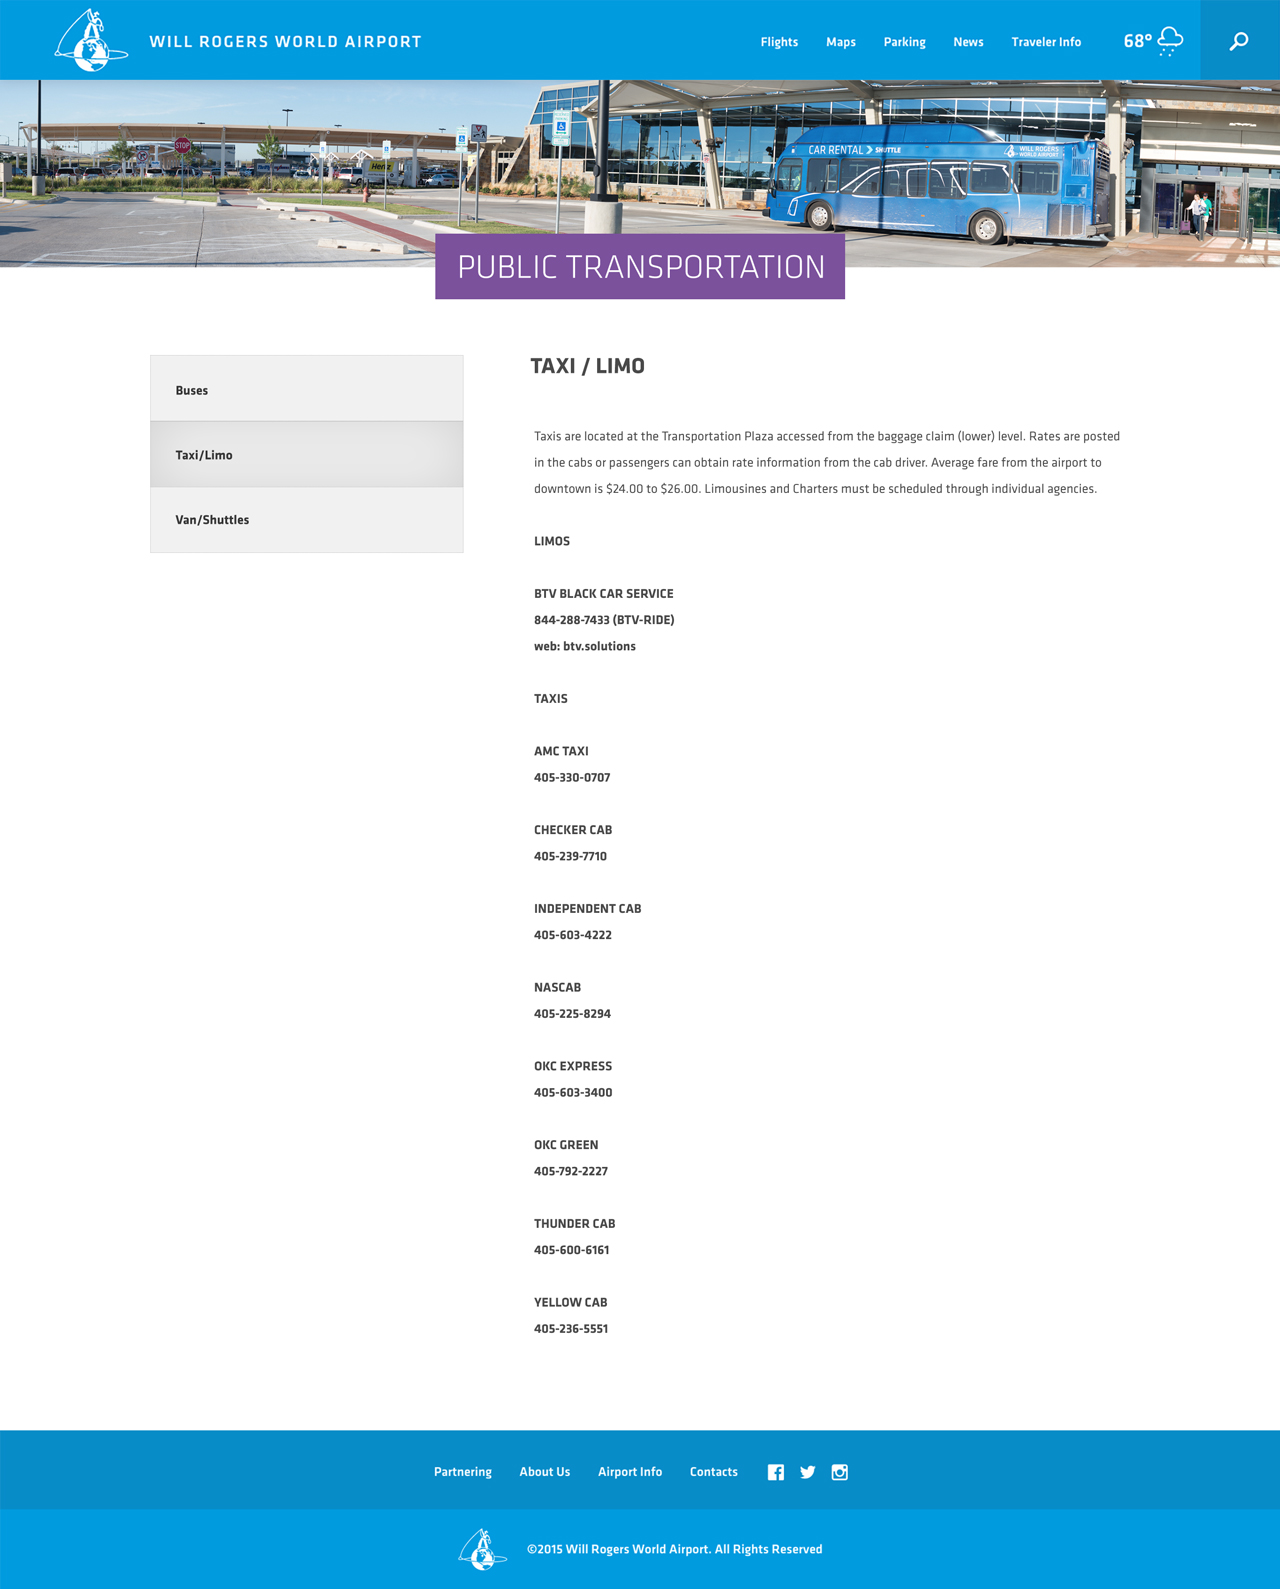 WILL ROGERS WORLD AIRPORT
Flights Maps Parking News Traveler Info 68°
STOP
Hertz
CAR RENTAL SHUTTLE
WILL ROGERS
WORLD AIRPORT
PUBLIC TRANSPORTATION
Buses
Taxi/Limo
Van/Shuttles
TAXI / LIMO
Taxis are located at the Transportation Plaza accessed from the baggage claim (lower) level. Rates are posted
in the cabs or passengers can obtain rate information from the cab driver. Average fare from the airport to
downtown is $24.00 to $26.00. Limousines and Charters must be scheduled through individual agencies.
LIMOS
BTV BLACK CAR SERVICE
844-288-7433 (BTV-RIDE)
web: btv.solutions
TAXIS
AMC TAXI
405-330-0707
CHECKER CAB
405-239-7710
INDEPENDENT CAB
405-603-4222
NASCAB
405-225-8294
OKC EXPRESS
405-603-3400
OKC GREEN
405-792-2227
THUNDER CAB
405-600-6161
YELLOW CAB
405-236-5551
Partnering About Us Airport Info Contacts
©2015 Will Rogers World Airport. All Rights Reserved